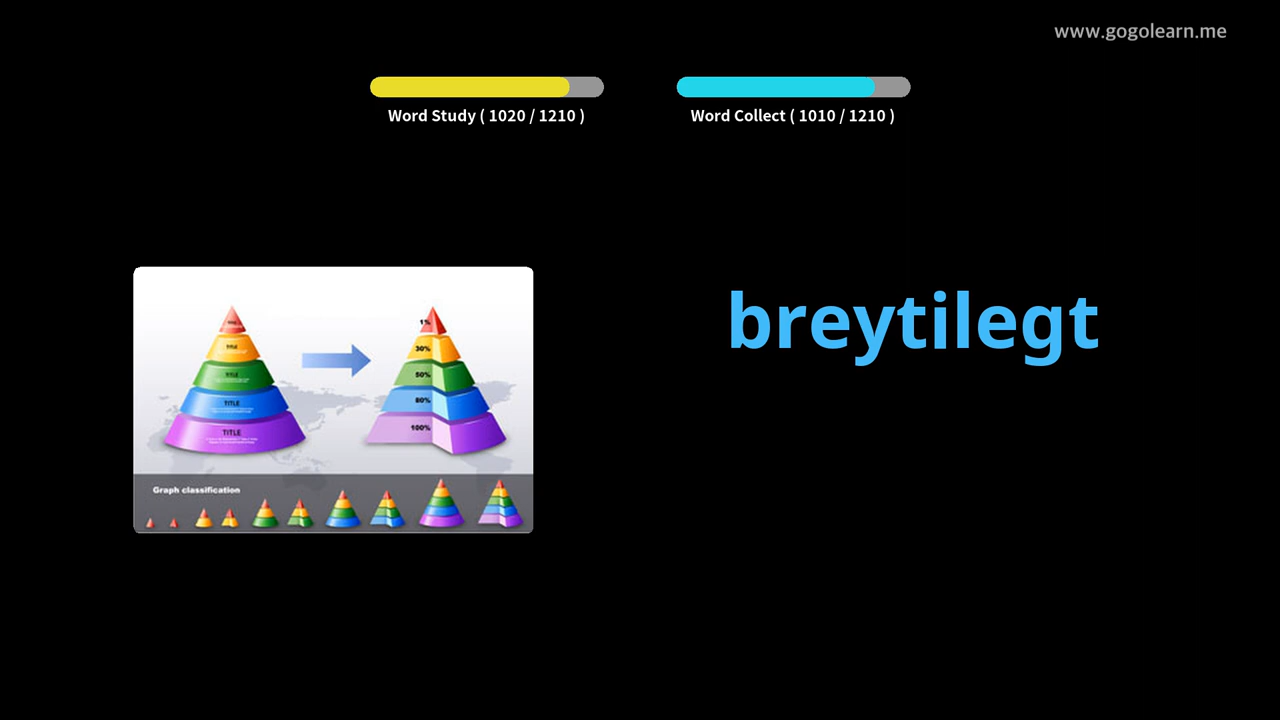 www.gogolearn.me
Word Study ( 1020 / 1210 )
Word Collect ( 1010 / 1210 )
breytilegt
TITLE
TITLE
TITLE
TITLE
1%
30%
50%
80%
100%
Graph classification